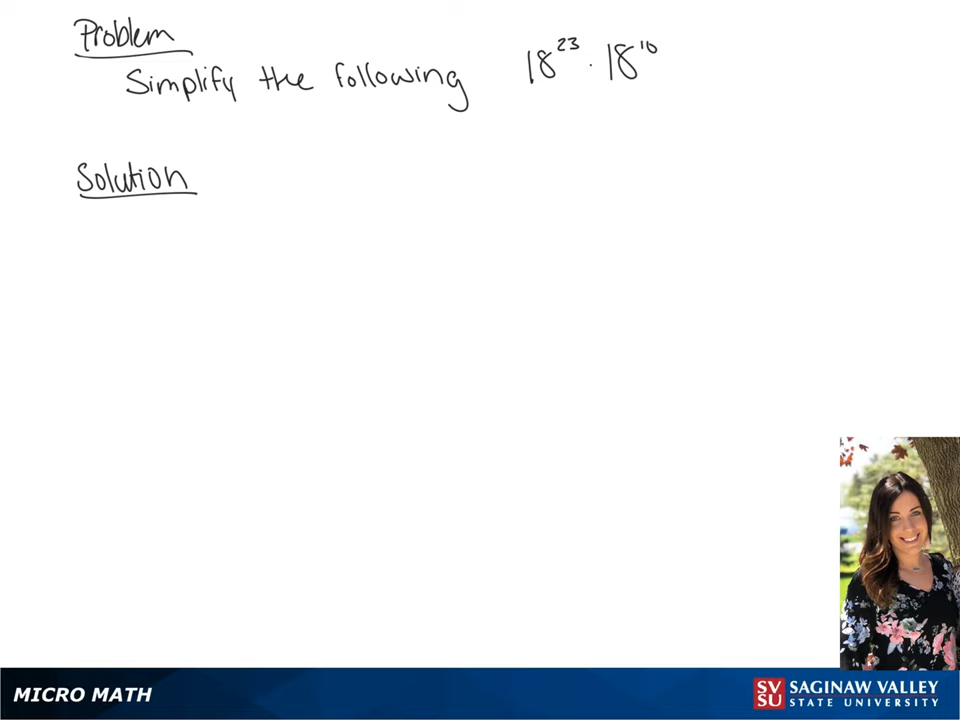 Problem
Simplify the following 18²³ · 18¹⁰
Solution
MICRO MATH
SV
SU
SAGINAW VALLEY
STATE UNIVERSITY